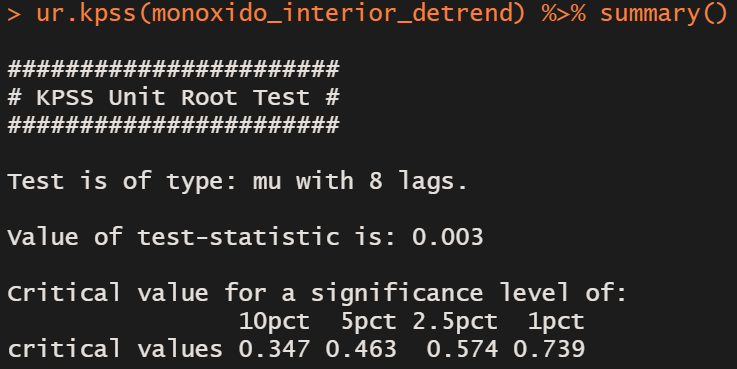 > ur.kpss(monoxido_interior_detrend) %>% summary()
#######################
# KPSS Unit Root Test #
#######################
Test is of type: mu with 8 lags.
Value of test-statistic is: 0.003
Critical value for a significance level of:
                10pct  5pct 2.5pct  1pct
critical values 0.347 0.463  0.574 0.739